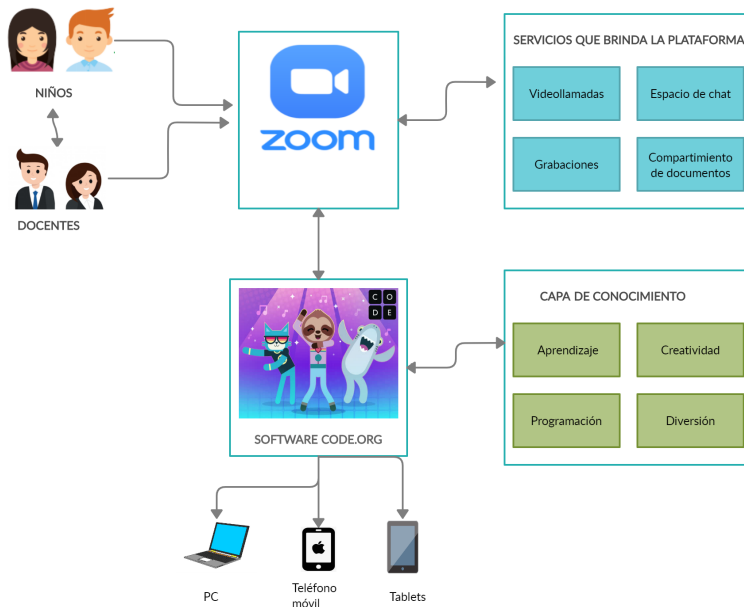 NIÑOS
DOCENTES
zoom
SERVICIOS QUE BRINDA LA PLATAFORMA
Videollamadas
Espacio de chat
Grabaciones
Compartimiento
de documentos
C O
D E
SOFTWARE CODE.ORG
CAPA DE CONOCIMIENTO
Aprendizaje
Creatividad
Programación
Diversión
PC
Teléfono
móvil
Tablets